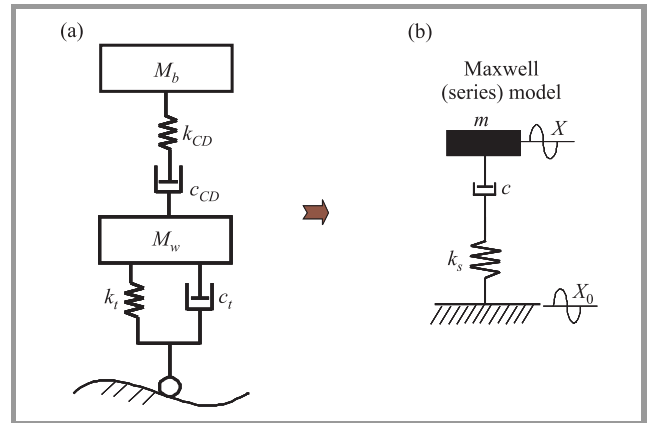 (a)
M_b
k_CD
c_CD
M_w
k_t
c_t
(b)
Maxwell
(series) model
m
X
c
k_s
X_0